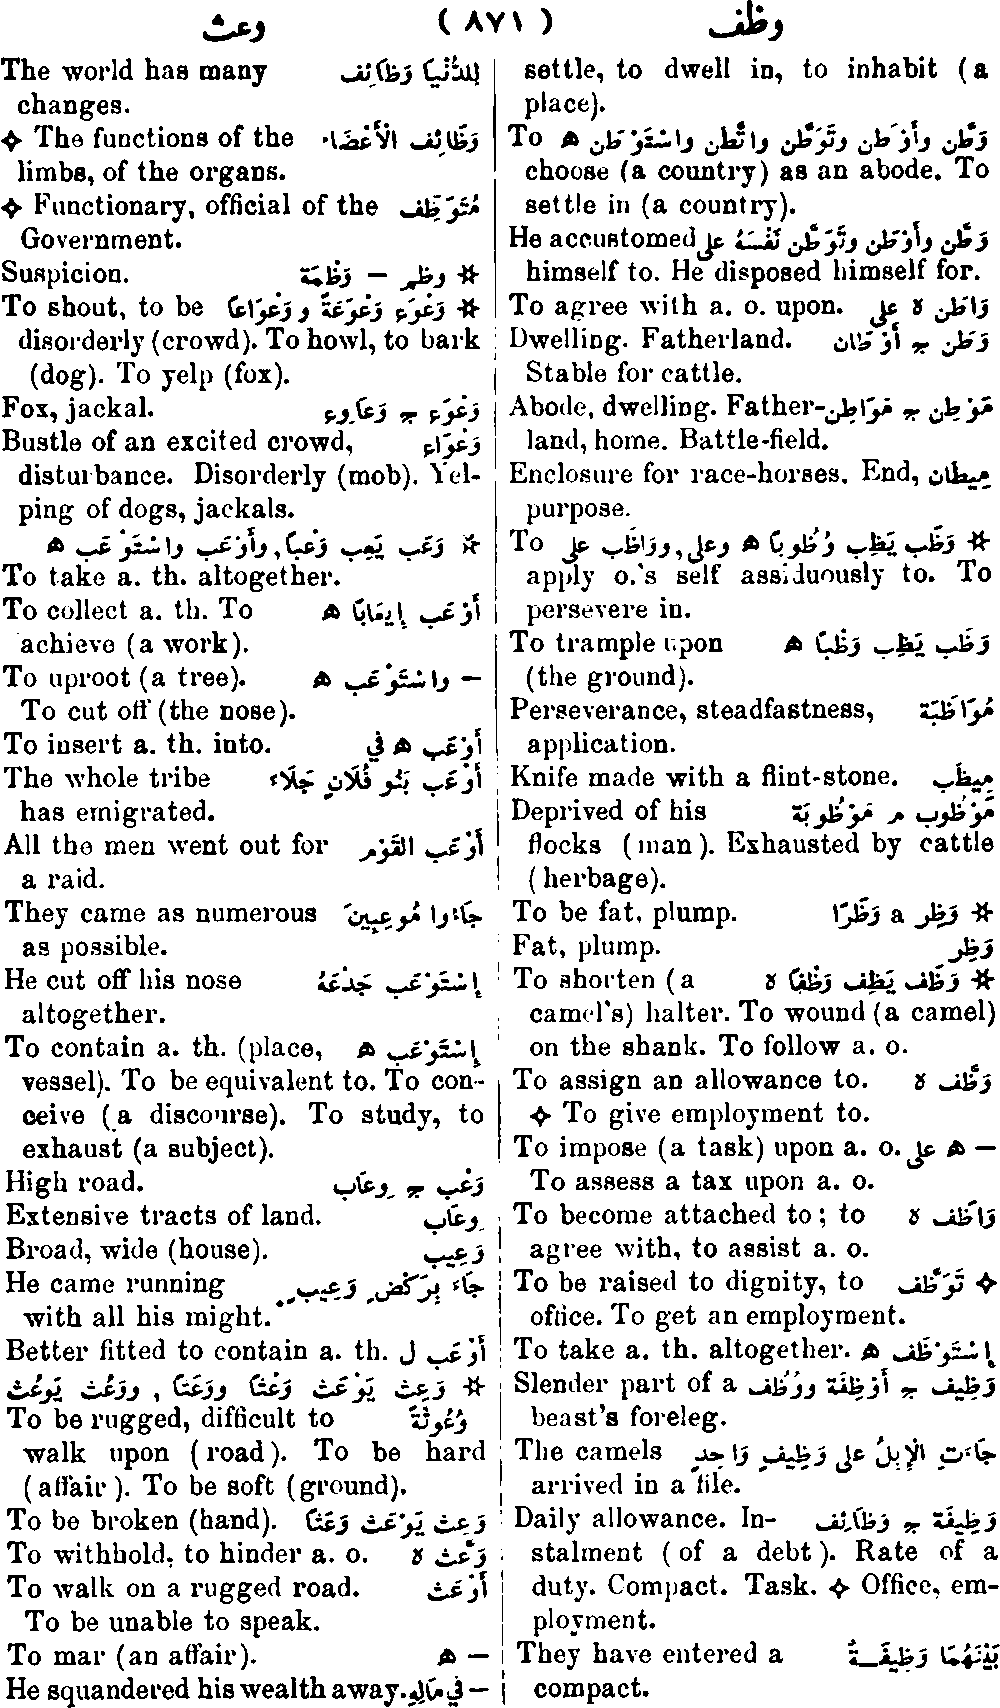 وظف ( ٨٧١ ) وعث
settle, to dwell in, to inhabit (a
place).
To وَطَّن وأَوْطَن وتَوَطَّن واتَّطَن واسْتَوْطَن ه
choose (a country) as an abode. To
settle in (a country).
He accustomed وَطَّن وأَوْطَن وتَوَطَّن نَفْسَهُ على
himself to. He disposed himself for.
To agree with a. o. upon. وَاطَن ه على
Dwelling. Fatherland. وَطَن ج أَوْطَان
Stable for cattle.
Abode, dwelling. Father- مَوْطِن ج مَوَاطِن
land, home. Battle-field.
Enclosure for race-horses. End, مِيطَان
purpose.
To ✲ وَظَب يَظِب وُظُوبًا ه وعلى, وواظَب على
apply o.'s self assiduously to. To
persevere in.
To trample upon وَظَب يَظِب وَظْبًا ه
(the ground).
Perseverance, steadfastness, مُوَاظَبَة
application.
Knife made with a flint-stone. مِيظَب
Deprived of his مَوْظُوب م مَوْظُوبَة
flocks (man). Exhausted by cattle
(herbage).
To be fat, plump. ✲ وَظِر a وَظَرًا
Fat, plump. وَظِر
To shorten (a ✲ وَظَف يَظِف وَظْفًا ه
camel's) halter. To wound (a camel)
on the shank. To follow a. o.
To assign an allowance to. وَظَّف ه
❖ To give employment to.
To impose (a task) upon a. o. — ه على
To assess a tax upon a. o.
To become attached to; to وَاظَف ه
agree with, to assist a. o.
To be raised to dignity, to ❖ تَوَظَّف
office. To get an employment.
To take a. th. altogether. إِسْتَوْظَف ه
Slender part of a وَظِيف ج أَوْظِفَة ووُظُف
beast's foreleg.
The camels جَاءَتِ الْإِبِلُ على وَظِيفٍ وَاحِدٍ
arrived in a file.
Daily allowance. In- وَظِيفَة ج وَظَائِف
stalment (of a debt). Rate of a
duty. Compact. Task. ❖ Office, em-
ployment.
They have entered a بَيْنَهُمَا وَظِيفَةٌ
compact.
The world has many لِلدُّنْيَا وَظَائِف
changes.
❖ The functions of the وَظَائِف الْأَعْضَاء
limbs, of the organs.
❖ Functionary, official of the مُتَوَظِّف
Government.
Suspicion. ✲ وظم – وَظْمَة
To shout, to be ✲ وَعْوَع وَعْوَعَةً و وَعْوَاعًا
disorderly (crowd). To howl, to bark
(dog). To yelp (fox).
Fox, jackal. وَعْوَع ج وَعَاوِع
Bustle of an excited crowd, وَعْوَاع
disturbance. Disorderly (mob). Yel-
ping of dogs, jackals.
✲ وَعَب يَعِب وَعْبًا, وأَوْعَب واسْتَوْعَب ه
To take a. th. altogether.
To collect a. th. To أَوْعَب إِيعَابًا ه
achieve (a work).
To uproot (a tree). — واسْتَوْعَب ه
To cut off (the nose).
To insert a. th. into. أَوْعَب ه في
The whole tribe أَوْعَب بَنُو فُلَانٍ جَلَاءً
has emigrated.
All the men went out for أَوْعَب القَوْم
a raid.
They came as numerous جَاءُوا مُوعِبِينَ
as possible.
He cut off his nose إِسْتَوْعَب جَدْعَهُ
altogether.
To contain a. th. (place, إِسْتَوْعَب ه
vessel). To be equivalent to. To con-
ceive (a discourse). To study, to
exhaust (a subject).
High road. وَعْب ج وِعَاب
Extensive tracts of land. وِعَاب
Broad, wide (house). وَعِيب
He came running جَاءَ بِرَكْضٍ وَعِيبٍ
with all his might.
Better fitted to contain a. th. أَوْعَب ل
✲ وَعِث يَوْعَث وَعْثًا ووَعَثًا, ووَعُث يَوعُث
To be rugged, difficult to وُعُوثَةً
walk upon (road). To be hard
(affair). To be soft (ground).
To be broken (hand). وَعِث يَوْعَث وَعَثًا
To withhold, to hinder a. o. وَعَّث ه
To walk on a rugged road. أَوْعَث
To be unable to speak.
To mar (an affair). — ه
He squandered his wealth away. — في مَالِهِ